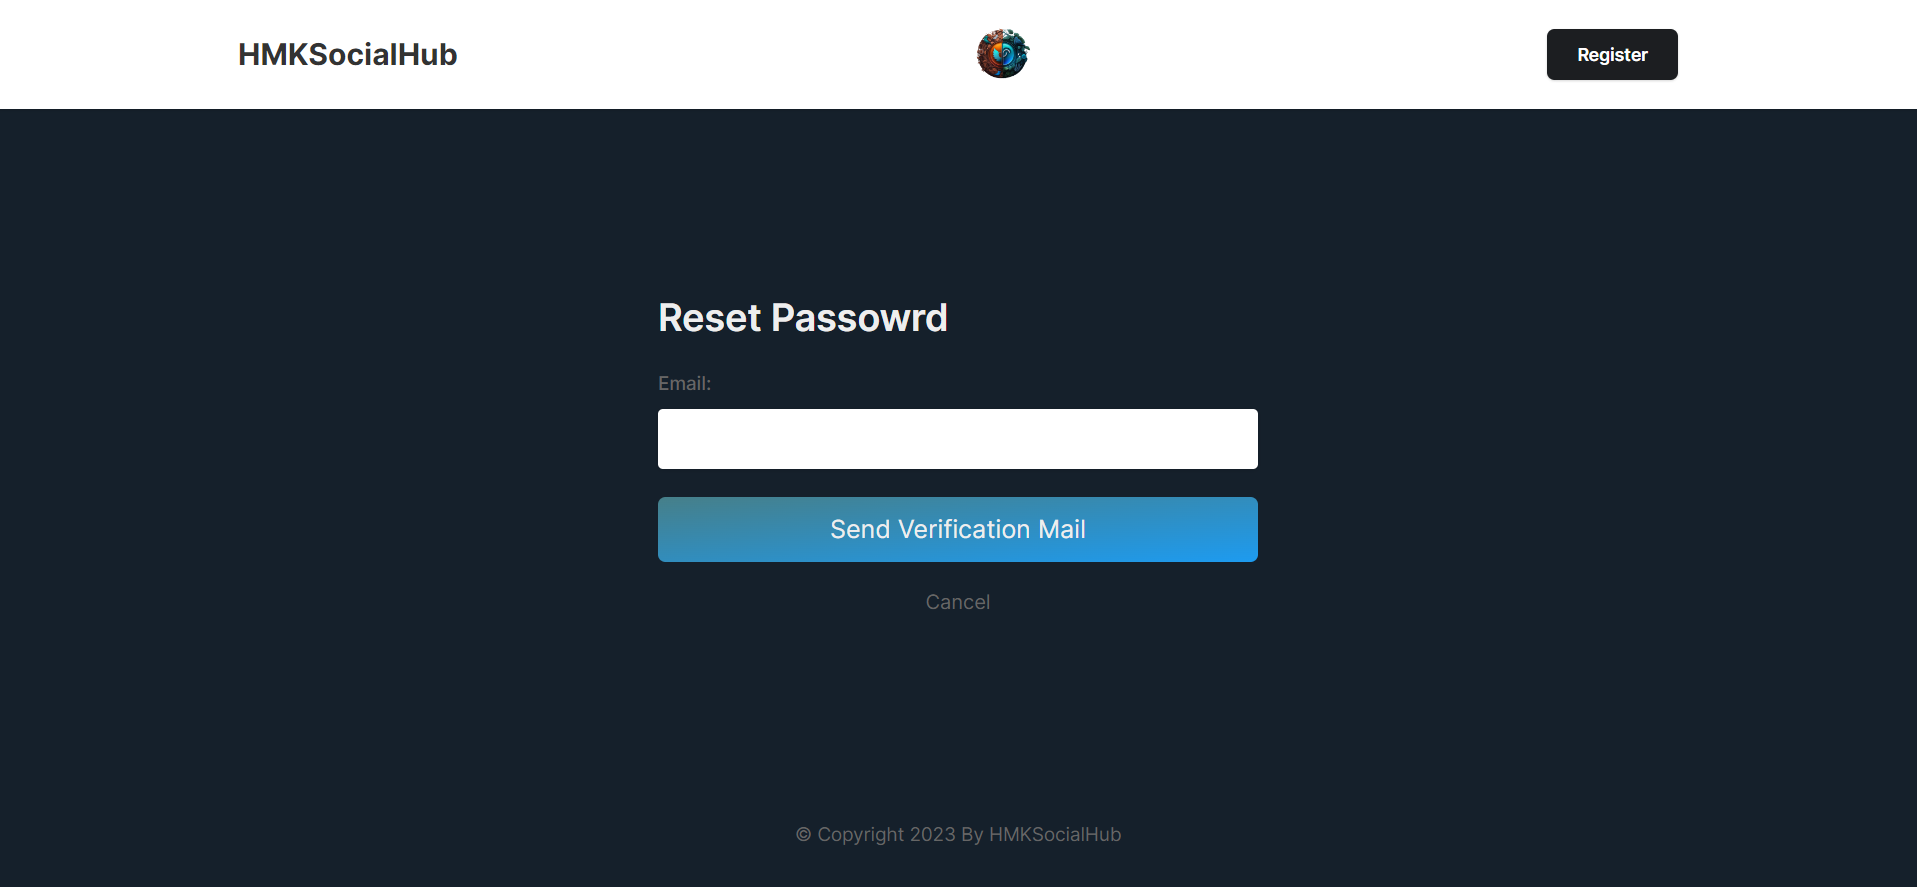 HMKSocialHub
Register
Reset Passowrd
Email:
Send Verification Mail
Cancel
© Copyright 2023 By HMKSocialHub